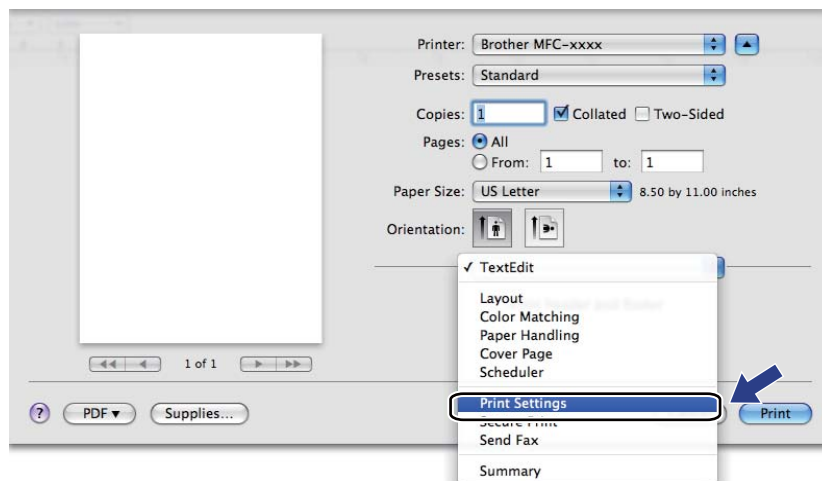 Printer: Brother MFC-xxxx
Presets: Standard
Copies: 1 Collated Two-Sided
Pages: All
From: 1 to: 1
Paper Size: US Letter 8.50 by 11.00 inches
Orientation:
✓ TextEdit
Layout
Color Matching
Paper Handling
Cover Page
Scheduler
Print Settings
Secure Print
Send Fax
Summary
1 of 1
? PDF▼ Supplies... Print